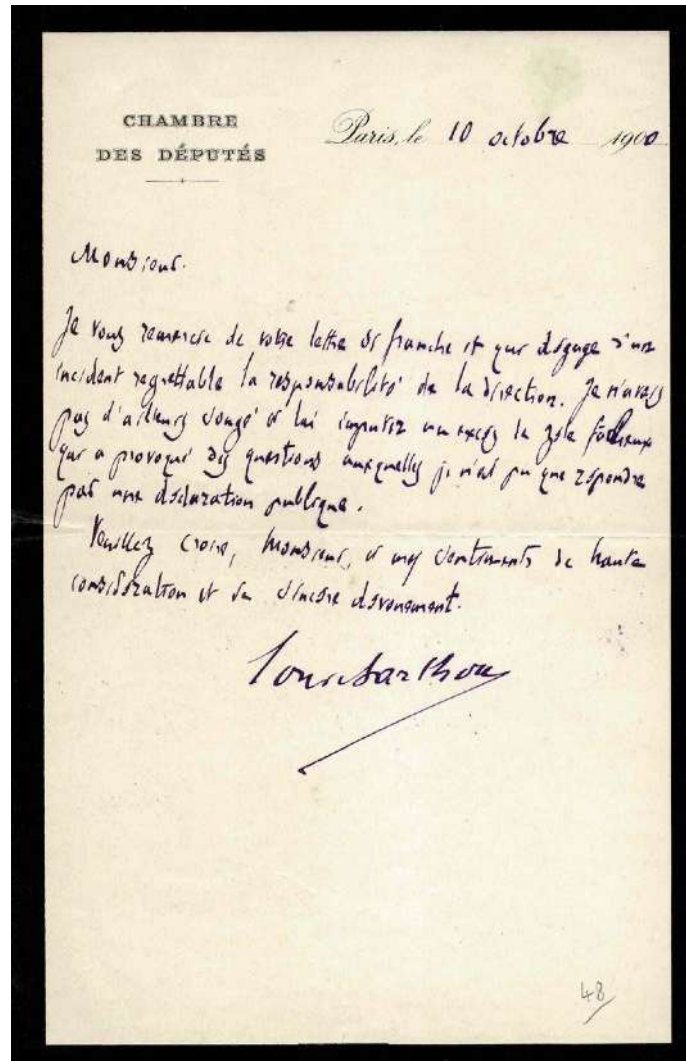 CHAMBRE
DES DÉPUTÉS
Paris, le 10 octobre 1900
Monsieur.
Je vous remercie de votre lettre si franche et qui dégage d'un
incident regrettable la responsabilité de la direction. Je n'avais
pas d'ailleurs songé à lui imputer un excès de zèle fâcheux
qui a provoqué des questions auxquelles je n'ai pu que répondre
par une déclaration publique.
Veuillez croire, Monsieur, à mes sentiments de haute
considération et de sincère dévouement.
Louis Barthou
48